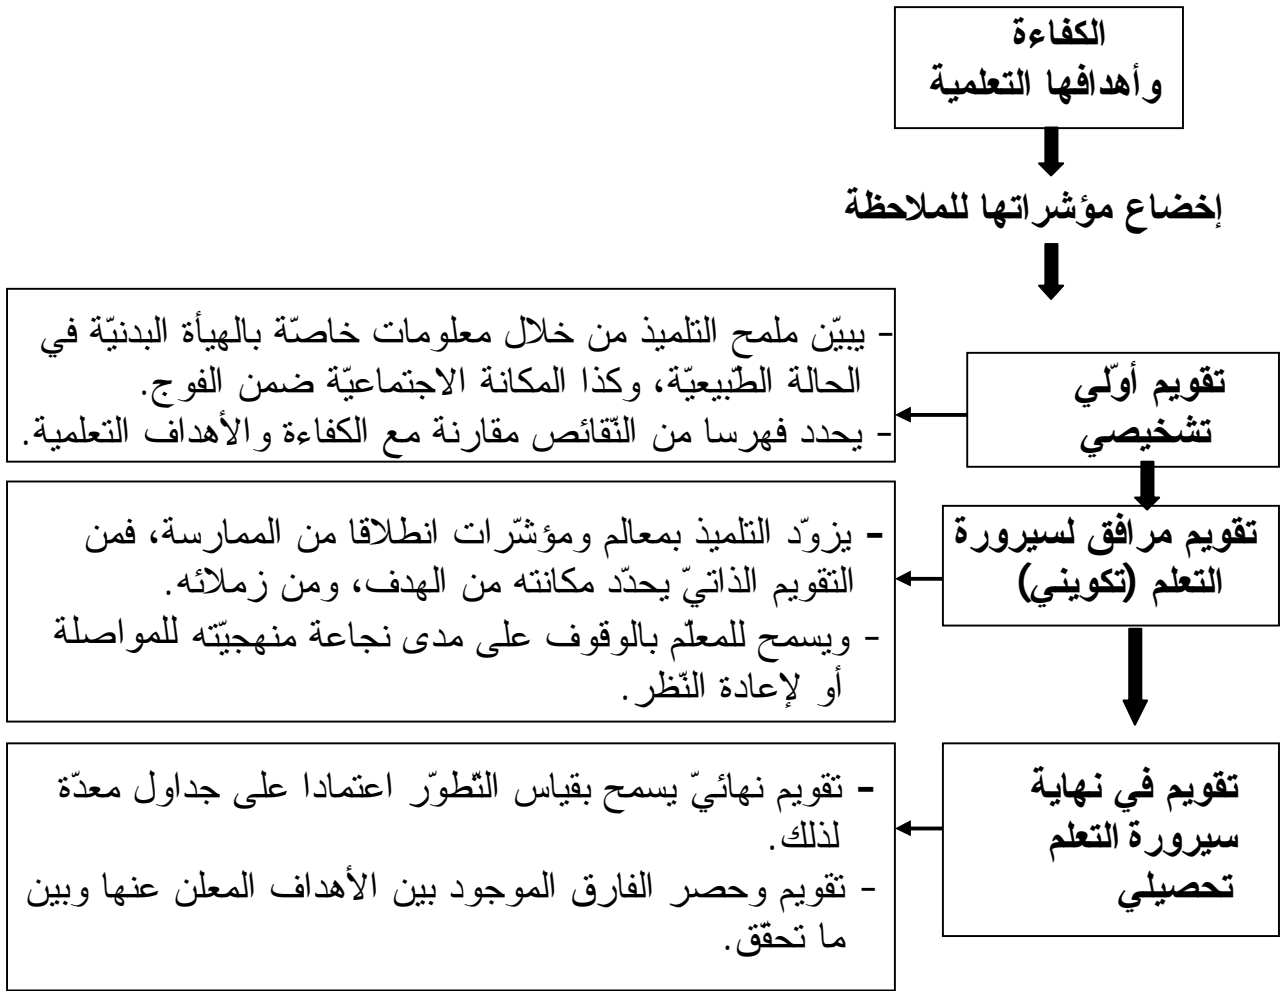 الكفاءة
وأهدافها التعلمية
إخضاع مؤشراتها للملاحظة
تقويم أوّلي
تشخيصي
- يبيّن ملمح التلميذ من خلال معلومات خاصّة بالهيأة البدنيّة في
الحالة الطّبيعيّة، وكذا المكانة الاجتماعيّة ضمن الفوج.
- يحدد فهرسا من النّقائص مقارنة مع الكفاءة والأهداف التعلمية.
تقويم مرافق لسيرورة
التعلم (تكويني)
- يزوّد التلميذ بمعالم ومؤشّرات انطلاقا من الممارسة، فمن
التقويم الذاتيّ يحدّد مكانته من الهدف، ومن زملائه.
- ويسمح للمعلّم بالوقوف على مدى نجاعة منهجيّته للمواصلة
أو لإعادة النّظر.
تقويم في نهاية
سيرورة التعلم
تحصيلي
- تقويم نهائيّ يسمح بقياس التّطوّر اعتمادا على جداول معدّة
لذلك.
- تقويم وحصر الفارق الموجود بين الأهداف المعلن عنها وبين
ما تحقّق.